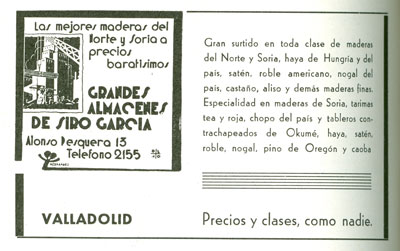 Las mejores maderas del
Norte y Soria a
precios
baratísimos
GRANDES
ALMACENES
DE SIRO GARCIA
Alonso Pesquera 13
Telefono 2155
Gran surtido en toda clase de maderas
del Norte y Soria, haya de Hungría y del
país, satén, roble americano, nogal del
país, castaño, aliso y demás maderas finas.
Especialidad en maderas de Soria, tarimas
tea y roja, chopo del país y tableros con-
trachapeados de Okumé, haya, satén,
roble, nogal, pino de Oregón y caoba
VALLADOLID
Precios y clases, como nadie.